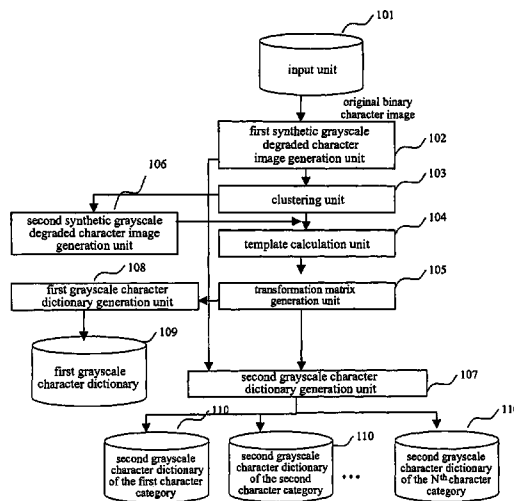 101
input unit
original binary
character image
first synthetic grayscale
degraded character
image generation unit
102
103
clustering unit
106
second synthetic grayscale
degraded character image
generation unit
104
template calculation unit
108
105
first grayscale character
dictionary generation unit
transformation matrix
generation unit
109
first grayscale
character dictionary
second grayscale character
dictionary generation unit
107
110
110
110
second grayscale
character dictionary
of the first character
category
second grayscale
character dictionary
of the second
character category
...
second grayscale
character dictionary
of the Nth character
category